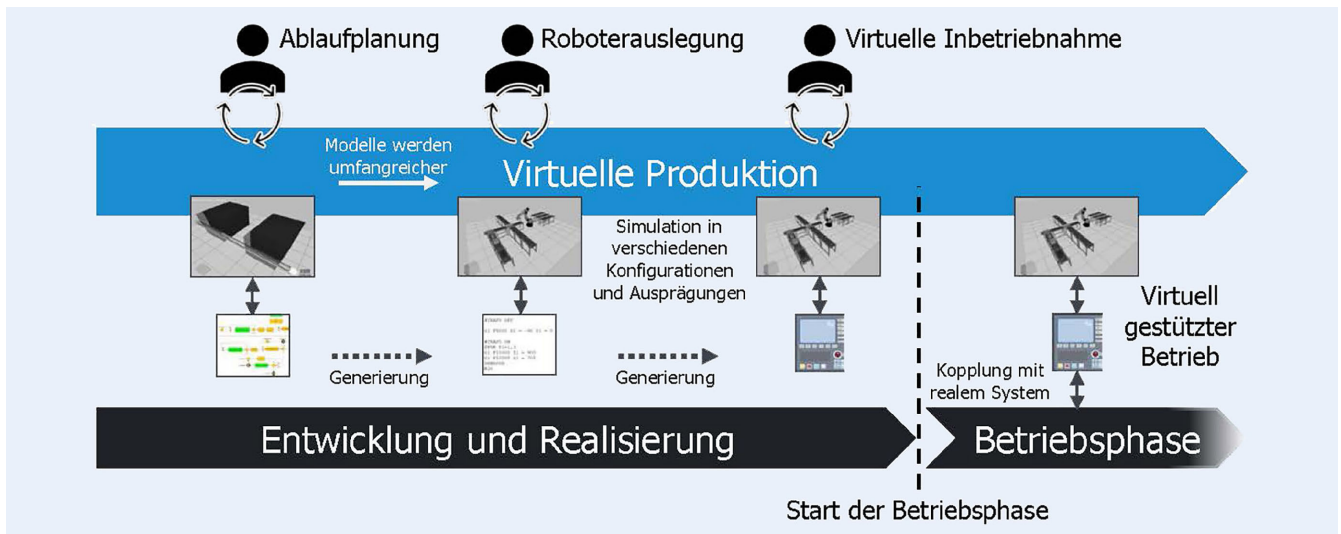 Ablaufplanung
Roboterauslegung
Virtuelle Inbetriebnahme
Modelle werden
umfangreicher
Virtuelle Produktion
Simulation in
verschiedenen
Konfigurationen
und Ausprägungen
Virtuell
gestützter
Betrieb
Generierung
Generierung
Kopplung mit
realem System
Entwicklung und Realisierung
Betriebsphase
Start der Betriebsphase